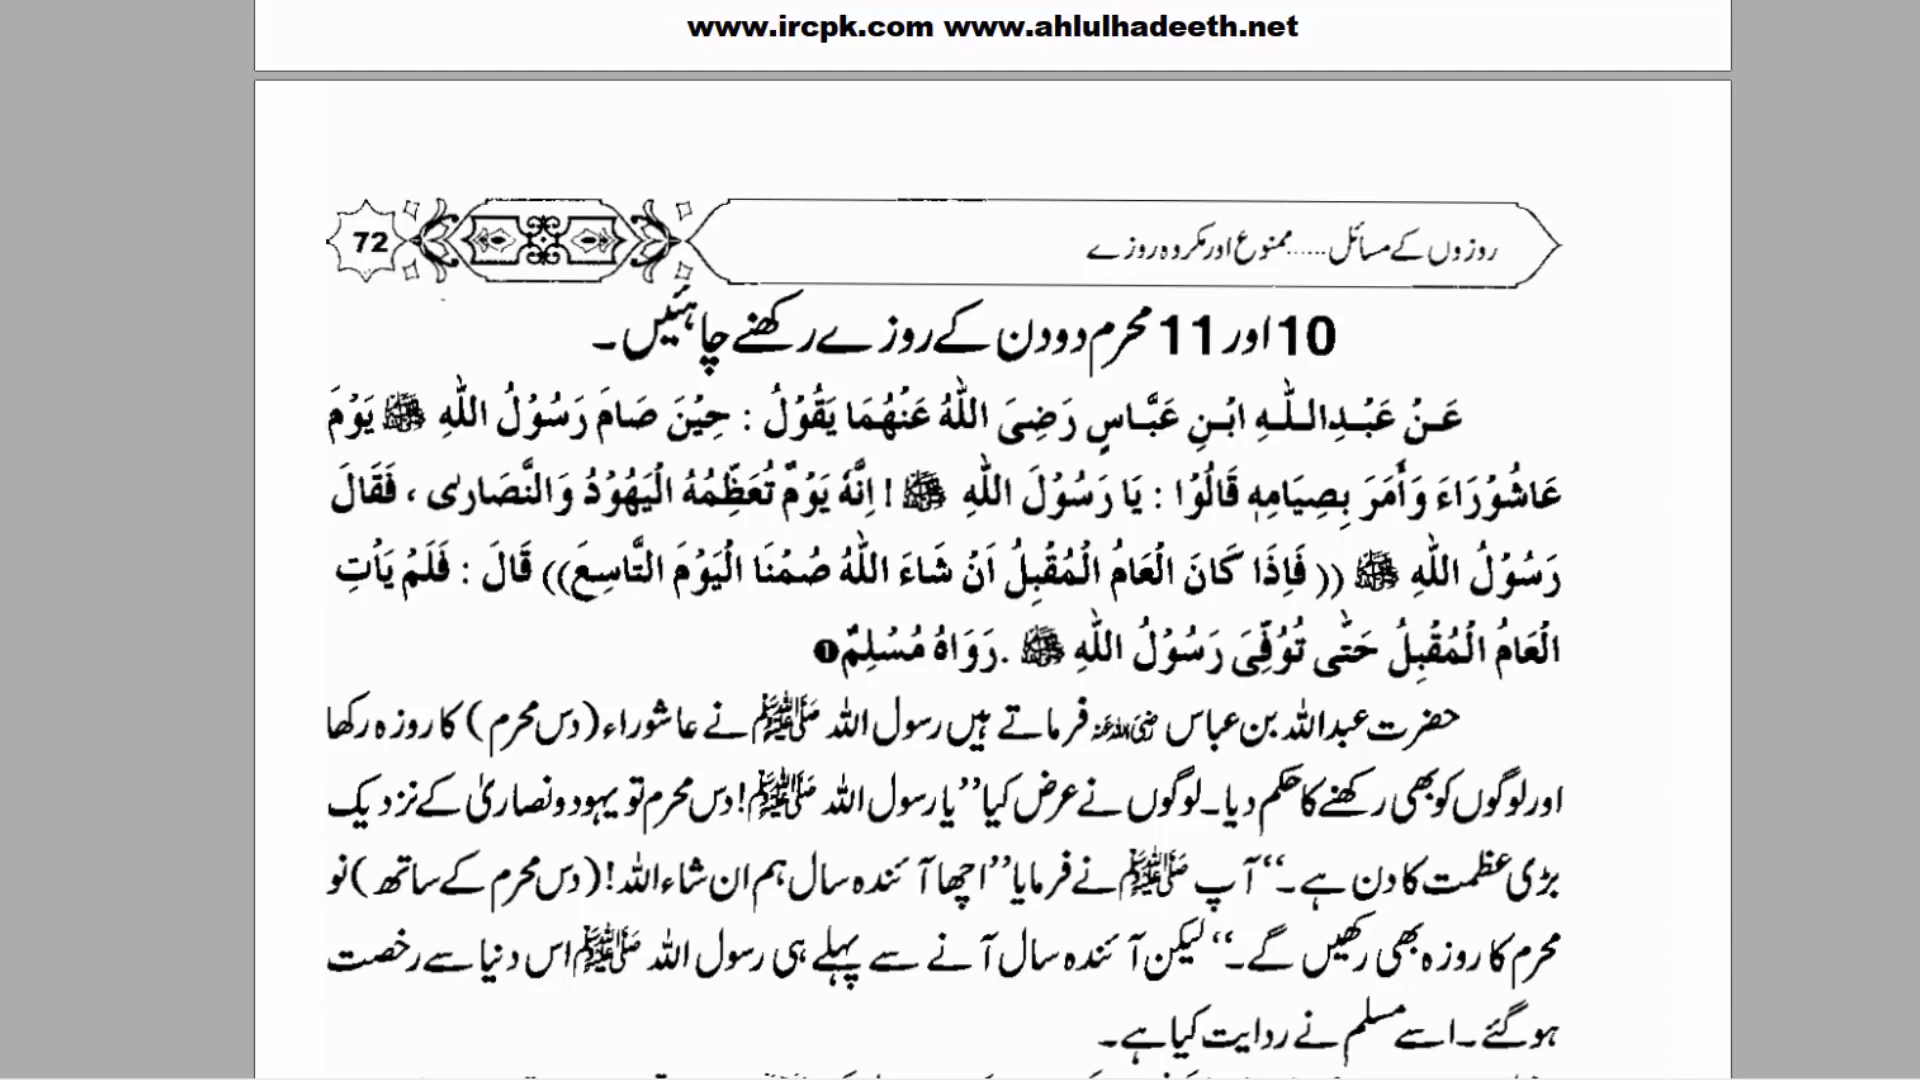 www.ircpk.com www.ahlulhadeeth.net
روزوں کے مسائل......ممنوع اور مکروہ روزے
72
10 اور 11 محرم دو دن کے روزے رکھنے چاہئیں۔
عَنْ عَبْدِاللّٰهِ ابْنِ عَبَّاسٍ رَضِیَ اللّٰهُ عَنْهُمَا یَقُوْلُ : حِیْنَ صَامَ رَسُوْلُ اللّٰهِ ﷺ یَوْمَ
عَاشُوْرَاءَ وَأَمَرَ بِصِیَامِهٖ قَالُوْا : یَا رَسُوْلَ اللّٰهِ ﷺ ! اِنَّهٗ یَوْمٌ تُعَظِّمُهُ الْیَهُوْدُ وَالنَّصَارٰی ، فَقَالَ
رَسُوْلُ اللّٰهِ ﷺ (( فَاِذَا كَانَ الْعَامُ الْمُقْبِلُ اَنْ شَاءَ اللّٰهُ صُمْنَا الْیَوْمَ التَّاسِعَ)) قَالَ : فَلَمْ یَاْتِ
الْعَامُ الْمُقْبِلُ حَتّٰی تُوُفِّیَ رَسُوْلُ اللّٰهِ ﷺ .رَوَاهُ مُسْلِمٌ❶
حضرت عبداللہ بن عباس رضی اللہ عنہ فرماتے ہیں رسول اللہ ﷺ نے عاشوراء (دس محرم) کا روزہ رکھا
اور لوگوں کو بھی رکھنے کا حکم دیا۔ لوگوں نے عرض کیا ’’یا رسول اللہ ﷺ! دس محرم تو یہود و نصاریٰ کے نزدیک
بڑی عظمت کا دن ہے۔‘‘ آپ ﷺ نے فرمایا ’’اچھا آئندہ سال ہم ان شاء اللہ! (دس محرم کے ساتھ) نو
محرم کا روزہ بھی رکھیں گے۔‘‘ لیکن آئندہ سال آنے سے پہلے ہی رسول اللہ ﷺ اس دنیا سے رخصت
ہو گئے۔ اسے مسلم نے روایت کیا ہے۔